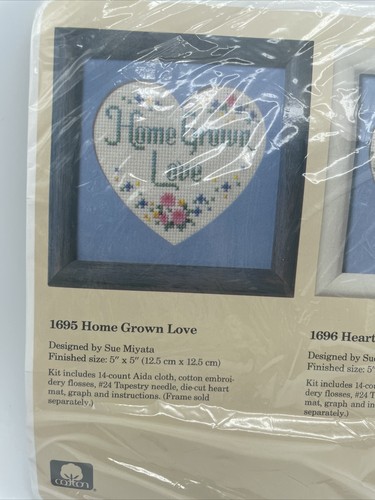 Home Grown
Love
1695 Home Grown Love
Designed by Sue Miyata
Finished size: 5" x 5" (12.5 cm x 12.5 cm)
Kit includes 14-count Aida cloth, cotton embroi-
dery flosses, #24 Tapestry needle, die-cut heart
mat, graph and instructions. (Frame sold
separately.)
cotton
1696 Heart
Designed by Su
Finished size: 5"
Kit includes 14-co
dery flosses, #24 T
mat, graph and in
separately.)